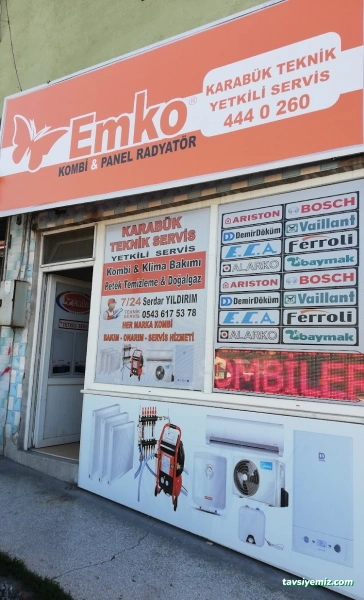 Emko®
KOMBİ & PANEL RADYATÖR
KARABÜK TEKNİK
YETKİLİ SERVİS
444 0 260
KARABÜK
TEKNİK SERVİS
YETKİLİ SERVİS
Kombi & Klima Bakımı
Petek Temizleme & Doğalgaz
7/24 Serdar YILDIRIM
TEKNİK
SERVİS
0543 617 53 78
HER MARKA KOMBİ
BAKIM - ONARIM - SERVİS HİZMETİ
ARISTON
BOSCH
DemirDöküm
Vaillant
E.C.A.
Ferroli
ALARKO
baymak
ARISTON
BOSCH
DemirDöküm
Vaillant
E.C.A.
Ferroli
ALARKO
baymak
OMBİLER
tavsiyemiz.com